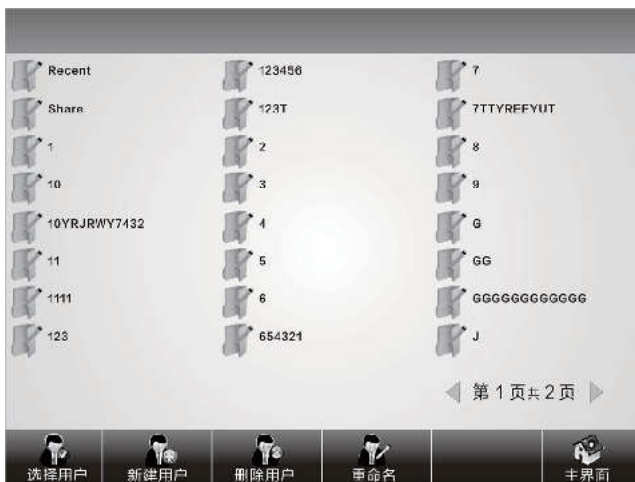 Recent
Share
1
10
10YRJRWY7432
11
1111
123
123456
123T
2
3
4
5
6
654321
7
7TTYREEYUT
8
9
G
GG
GGGGGGGGGGGG
J
第 1 页共 2 页
选择用户
新建用户
删除用户
重命名
主界面